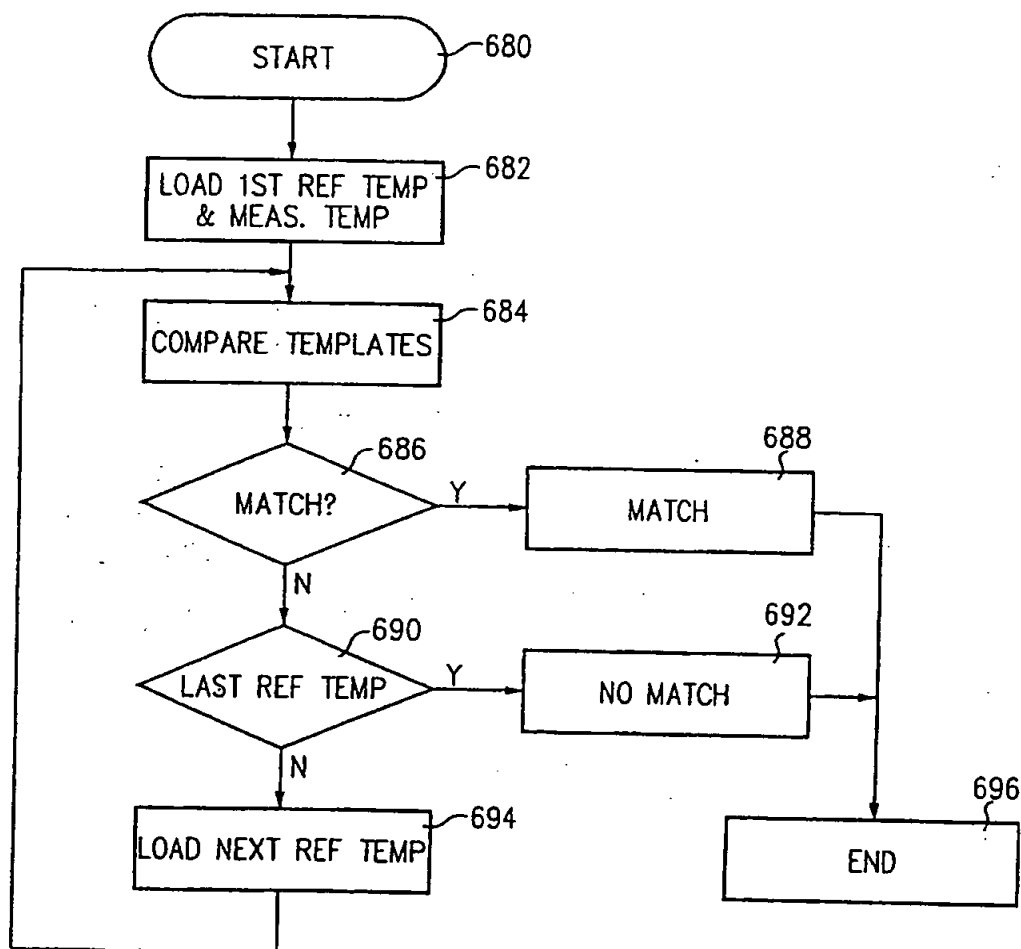 START
680
LOAD 1ST REF TEMP
& MEAS. TEMP
682
COMPARE TEMPLATES
684
MATCH?
686
Y
MATCH
688
N
LAST REF TEMP
690
Y
NO MATCH
692
N
LOAD NEXT REF TEMP
694
END
696